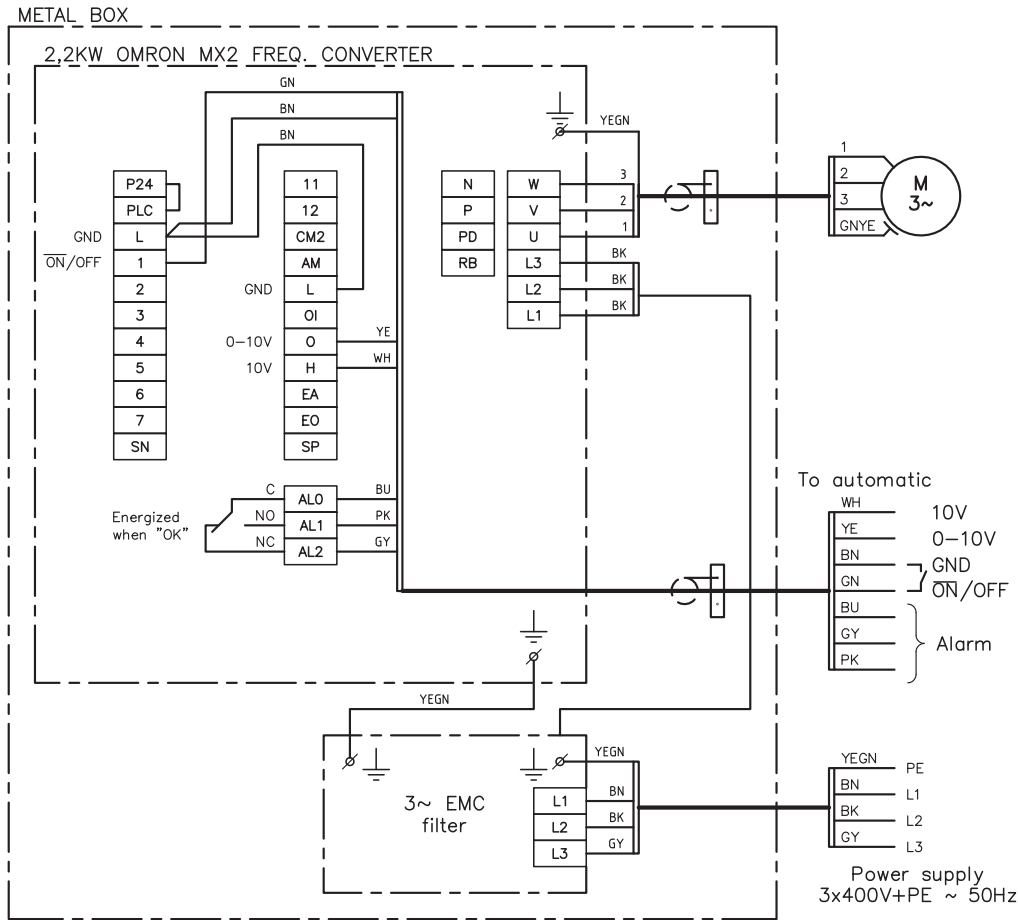 METAL BOX
2,2KW OMRON MX2 FREQ. CONVERTER
GN
BN
BN
YEGN
P24
PLC
GND L
ON/OFF 1
2
3
4
5
6
7
SN
11
12
CM2
AM
GND L
OI
0-10V O YE
10V H WH
EA
EO
SP
N
P
PD
RB
W 3
V 2
U 1
L3 BK
L2 BK
L1 BK
1
2
3
GNYE
M
3~
Energized
when "OK"
C AL0 BU
NO AL1 PK
NC AL2 GY
To automatic
WH 10V
YE 0-10V
BN GND
GN ON/OFF
BU
GY Alarm
PK
YEGN
3~ EMC
filter
YEGN
L1 BN
L2 BK
L3 GY
YEGN PE
BN L1
BK L2
GY L3
Power supply
3x400V+PE ~ 50Hz